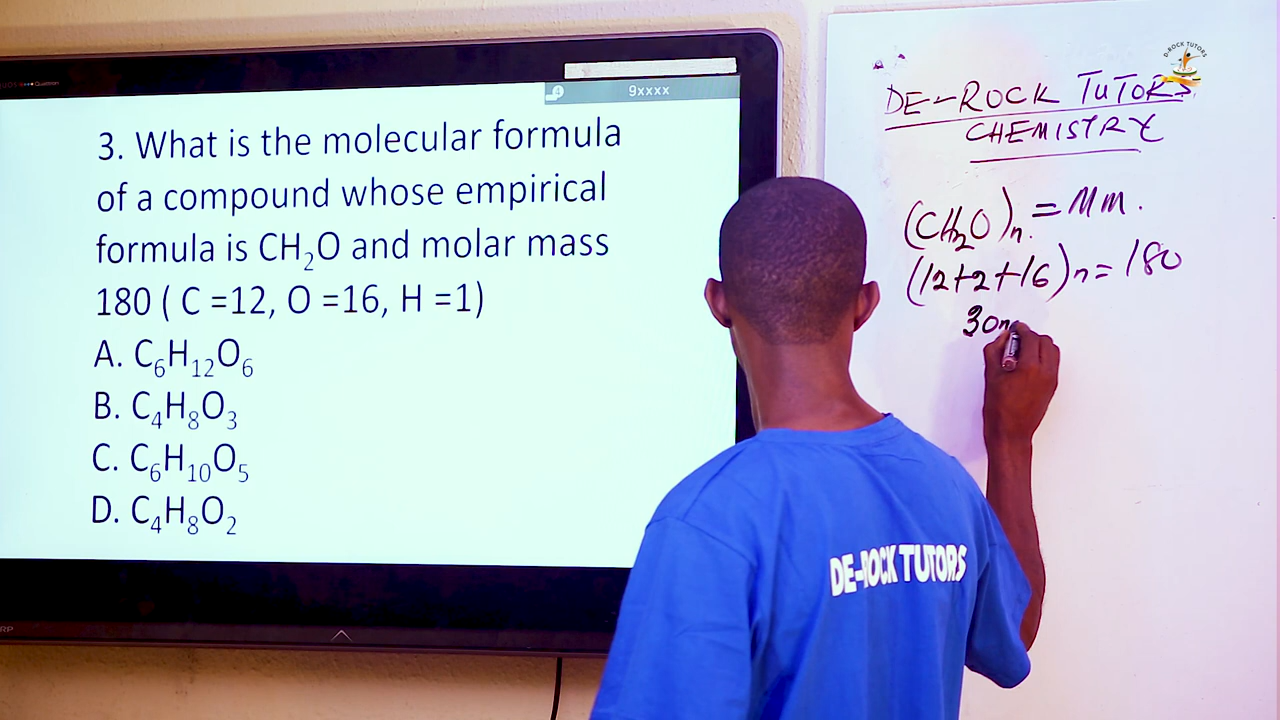 9xxxx
3. What is the molecular formula
of a compound whose empirical
formula is CH₂O and molar mass
180 ( C =12, O =16, H =1)
A. C₆H₁₂O₆
B. C₄H₈O₃
C. C₆H₁₀O₅
D. C₄H₈O₂
D-ROCK TUTORS
DE-ROCK TUTORS
CHEMISTRY
(CH₂O)n = Mm.
(12+2+16)n = 180
30n
DE-ROCK TUTORS